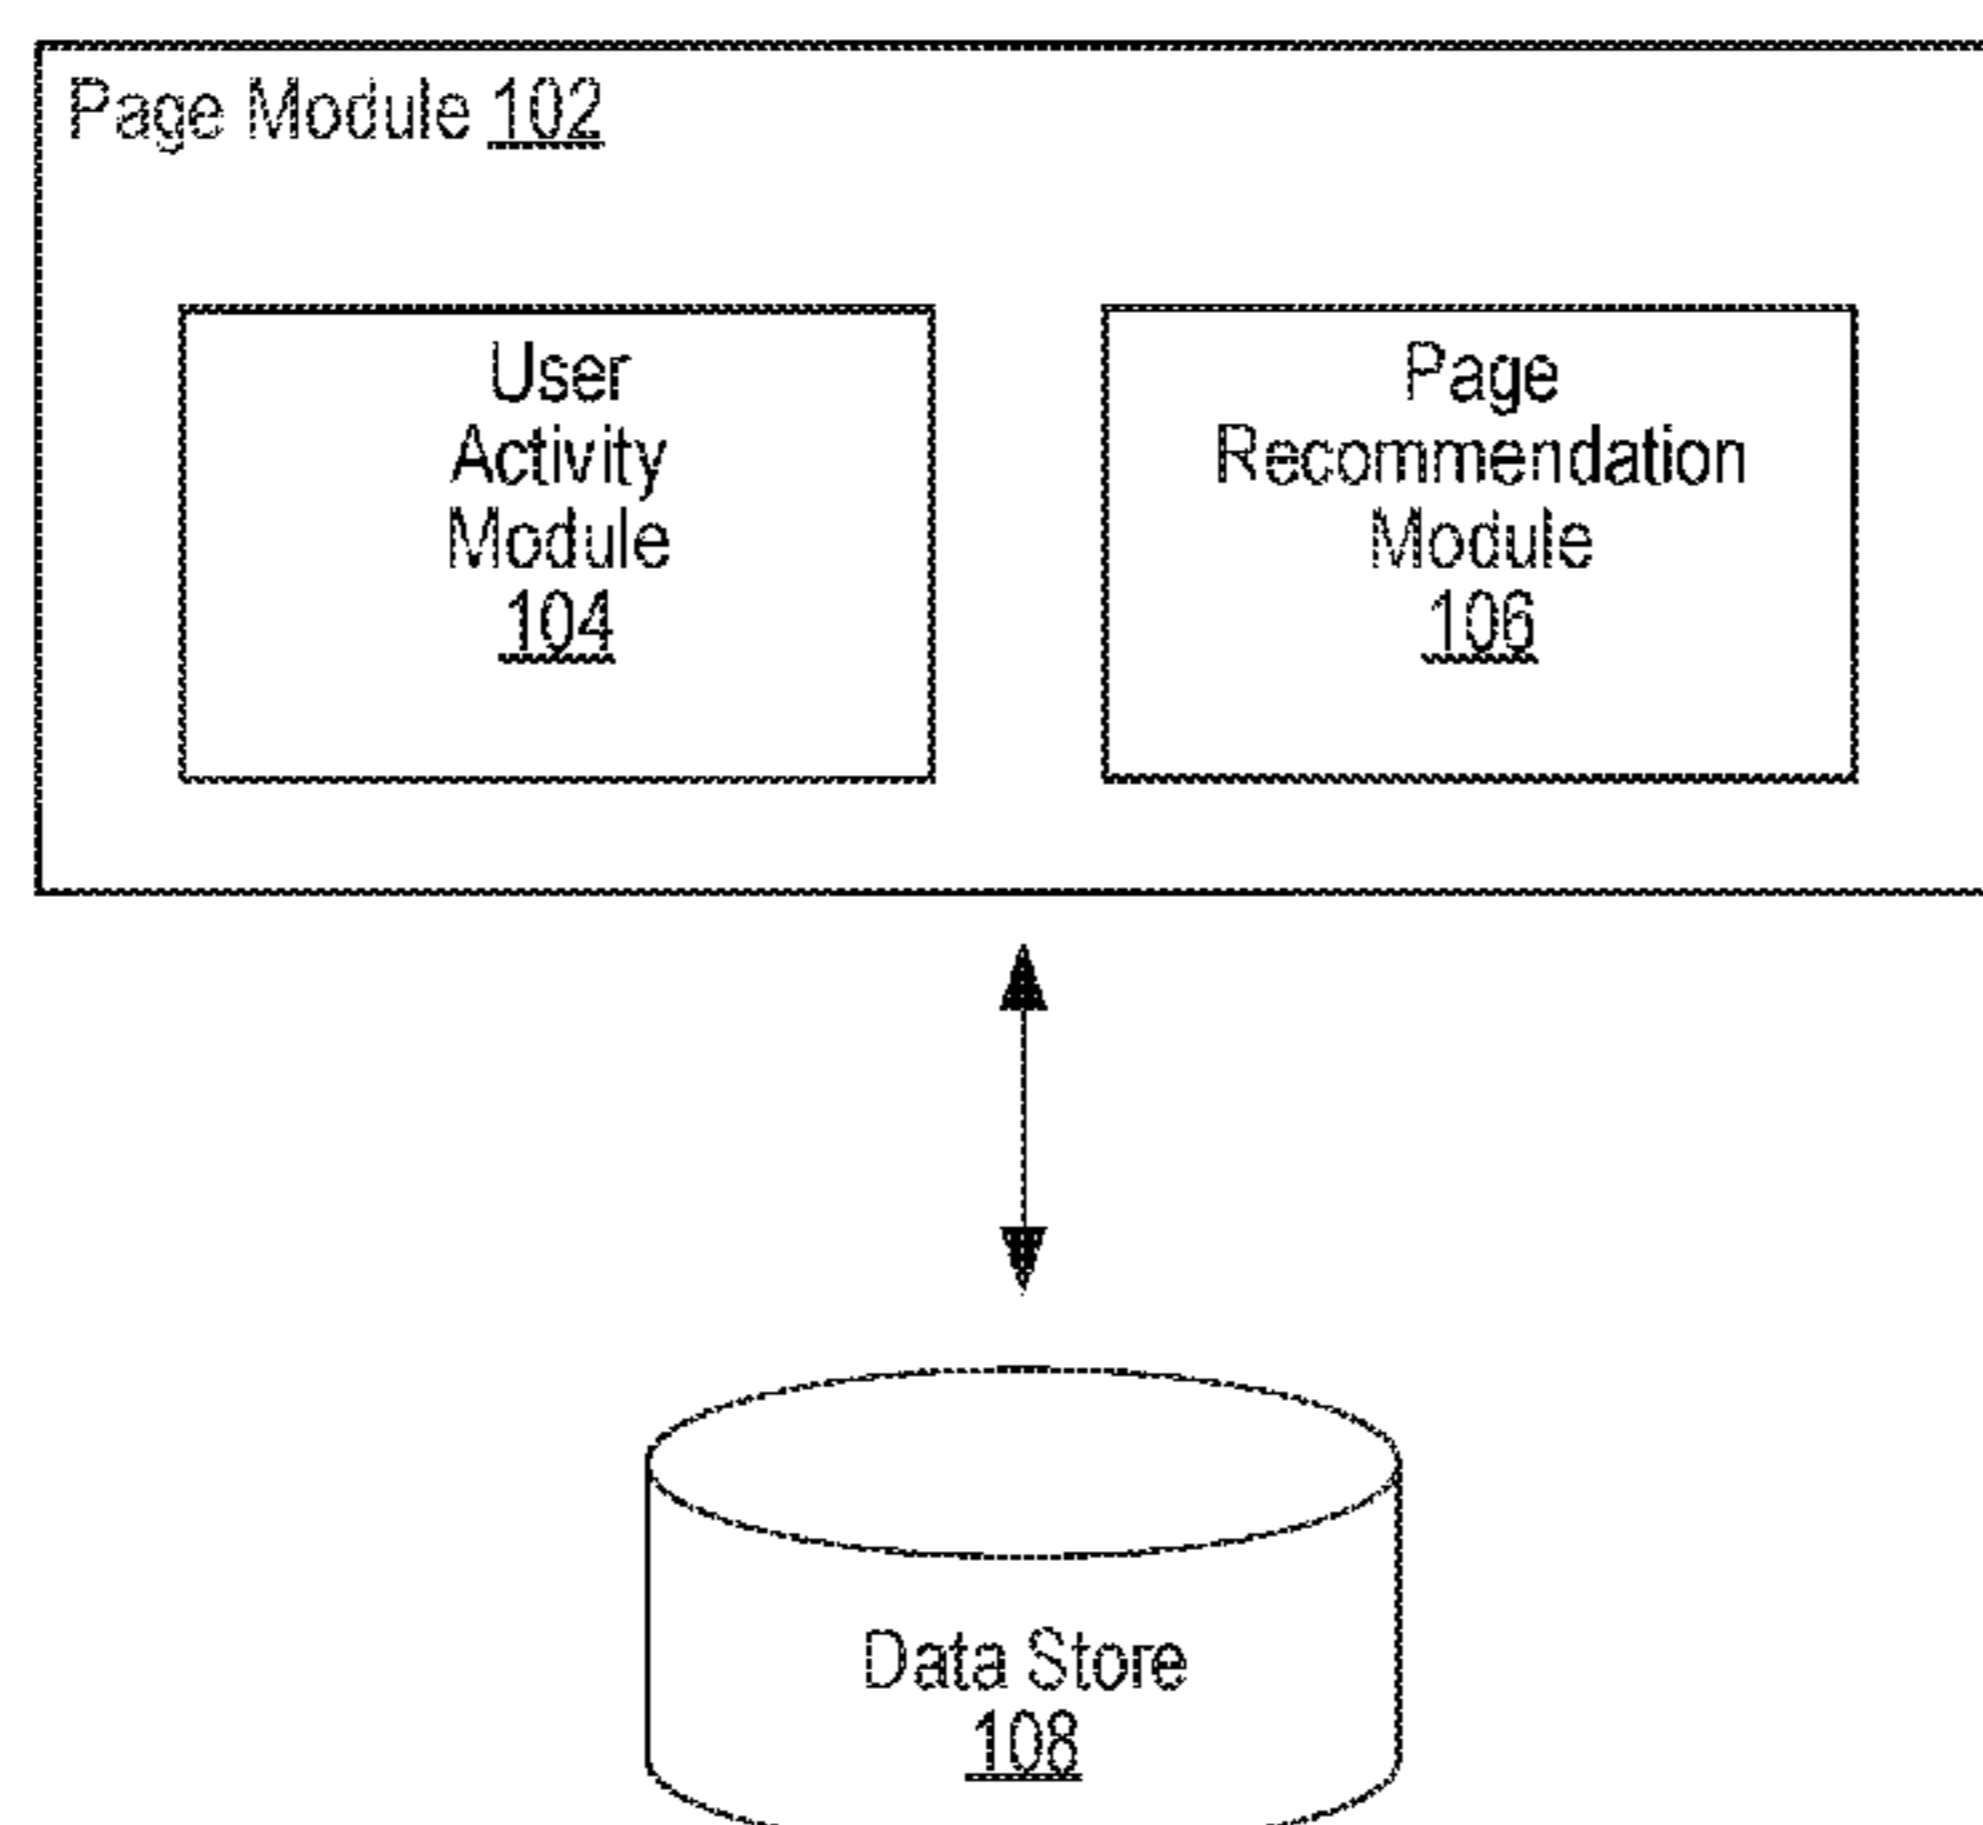 Page Module 102
User
Activity
Module
104
Page
Recommendation
Module
106
Data Store
108